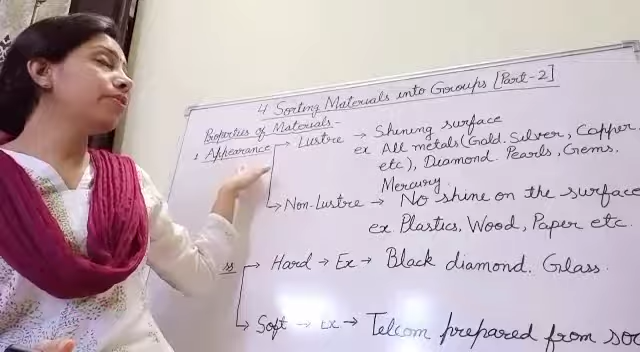 4 Sorting Materials into Groups [Part-2]
Properties of Materials-
1 Appearance → Lustre → Shining surface
ex All metals (Gold. Silver, Copper,
etc), Diamond. Pearls, Gems.
Mercury
→ Non-Lustre → No shine on the surface
ex Plastics, Wood, Paper etc.
ss → Hard → Ex → Black diamond. Glass.
→ Soft → Ex → Telcom prepared from soa